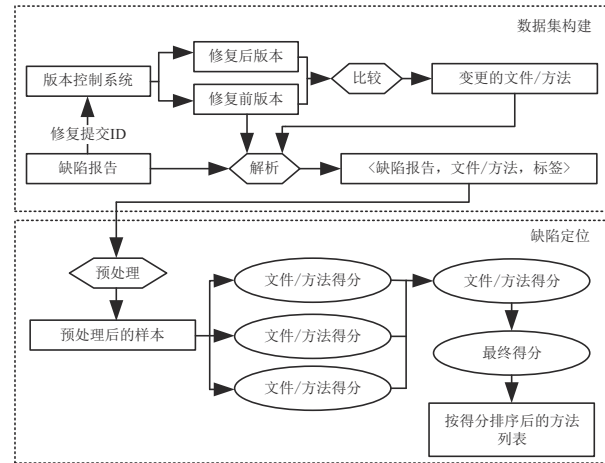 数据集构建
修复后版本
版本控制系统
比较
变更的文件/方法
修复前版本
修复提交ID
缺陷报告
解析
<缺陷报告，文件/方法，标签>
缺陷定位
预处理
文件/方法得分
文件/方法得分
预处理后的样本
文件/方法得分
最终得分
文件/方法得分
按得分排序后的方法
列表